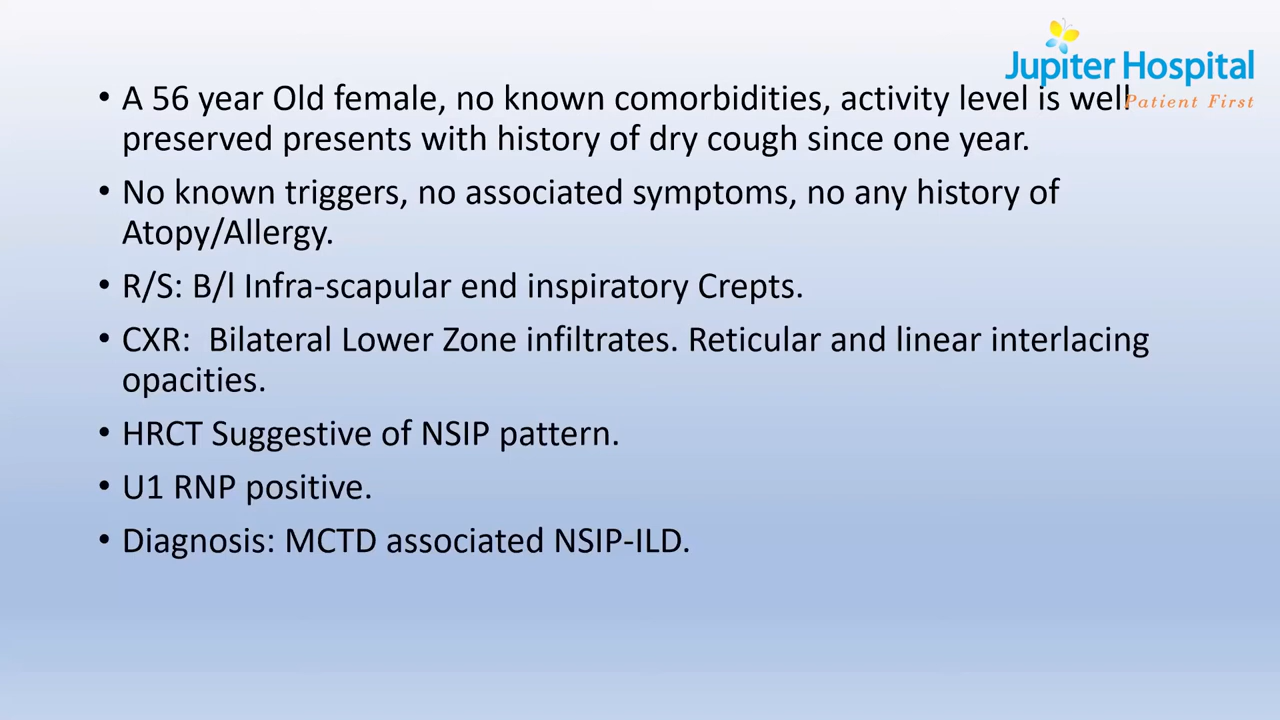 Jupiter Hospital
Patient First
• A 56 year Old female, no known comorbidities, activity level is well
preserved presents with history of dry cough since one year.
• No known triggers, no associated symptoms, no any history of
Atopy/Allergy.
• R/S: B/l Infra-scapular end inspiratory Crepts.
• CXR:  Bilateral Lower Zone infiltrates. Reticular and linear interlacing
opacities.
• HRCT Suggestive of NSIP pattern.
• U1 RNP positive.
• Diagnosis: MCTD associated NSIP-ILD.